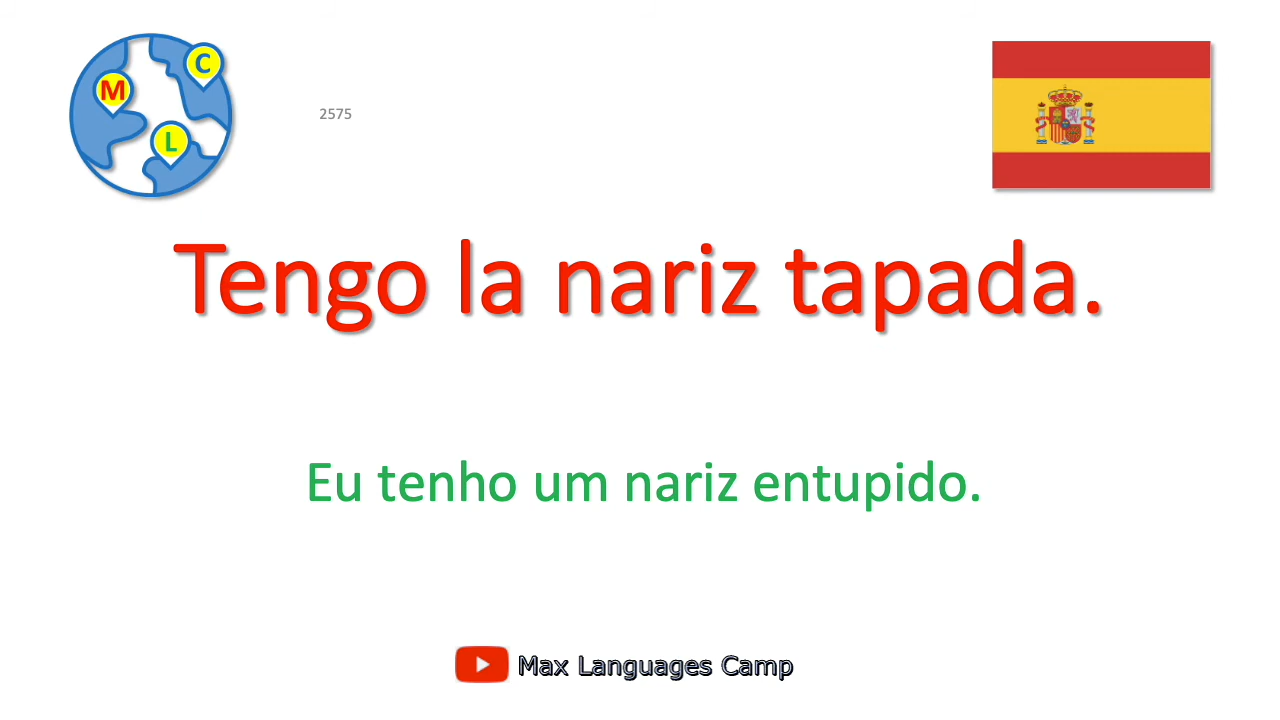 M
C
L
2575
Tengo la nariz tapada.
Eu tenho um nariz entupido.
Max Languages Camp